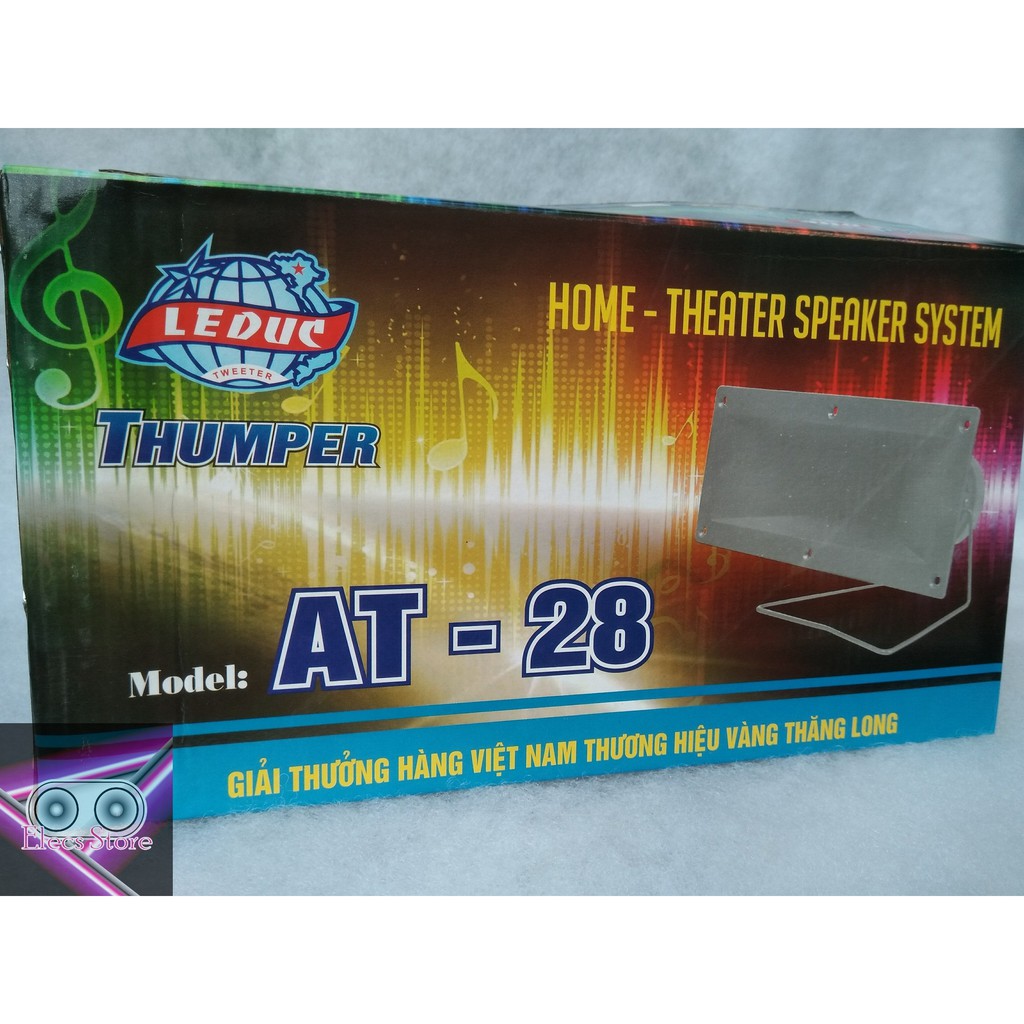 LEDUC
TWEETER
HOME - THEATER SPEAKER SYSTEM
THUMPER
Model: AT - 28
GIẢI THƯỞNG HÀNG VIỆT NAM THƯƠNG HIỆU VÀNG THĂNG LONG
Elecs Store